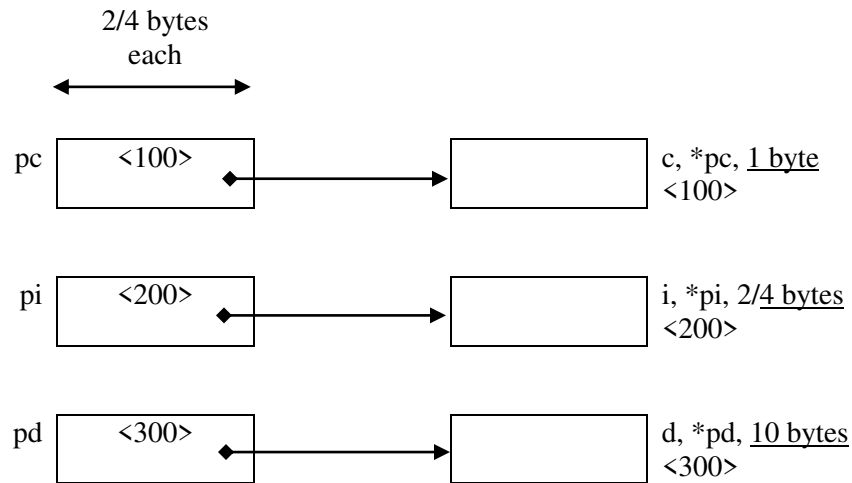 2/4 bytes
each
pc <100> c, *pc, 1 byte
<100>
pi <200> i, *pi, 2/4 bytes
<200>
pd <300> d, *pd, 10 bytes
<300>